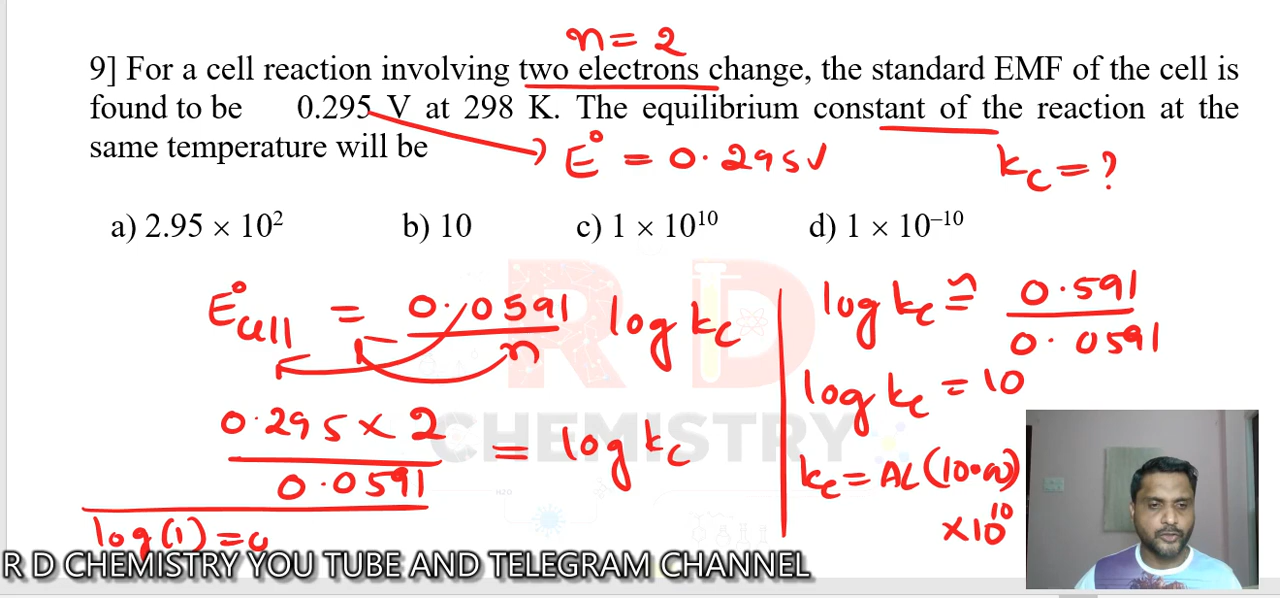 n = 2
9] For a cell reaction involving two electrons change, the standard EMF of the cell is
found to be 0.295 V at 298 K. The equilibrium constant of the reaction at the
same temperature will be
E° = 0.295V
kc = ?
a) 2.95 × 10² b) 10 c) 1 × 10¹⁰ d) 1 × 10⁻¹⁰
E°cell = 0.0591 / n log kc
0.295 × 2 / 0.0591 = log kc
log(1) = 0
log kc ≃ 0.591 / 0.0591
log kc = 10
kc = AL (10.00)
×10¹⁰
RD
CHEMISTRY
H2O
R D CHEMISTRY YOU TUBE AND TELEGRAM CHANNEL